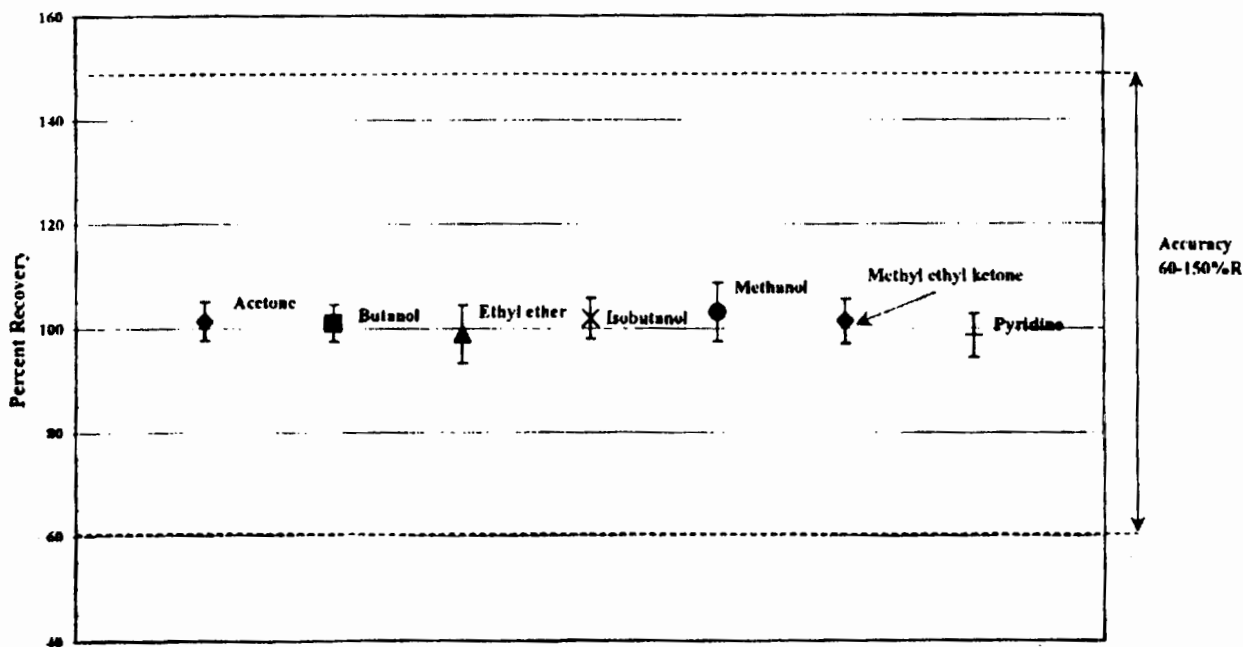 160
140
120
100
80
60
40
Percent Recovery
Acetone
Butanol
Ethyl ether
Isobutanol
Methanol
Methyl ethyl ketone
Pyridine
Accuracy
60-150%R